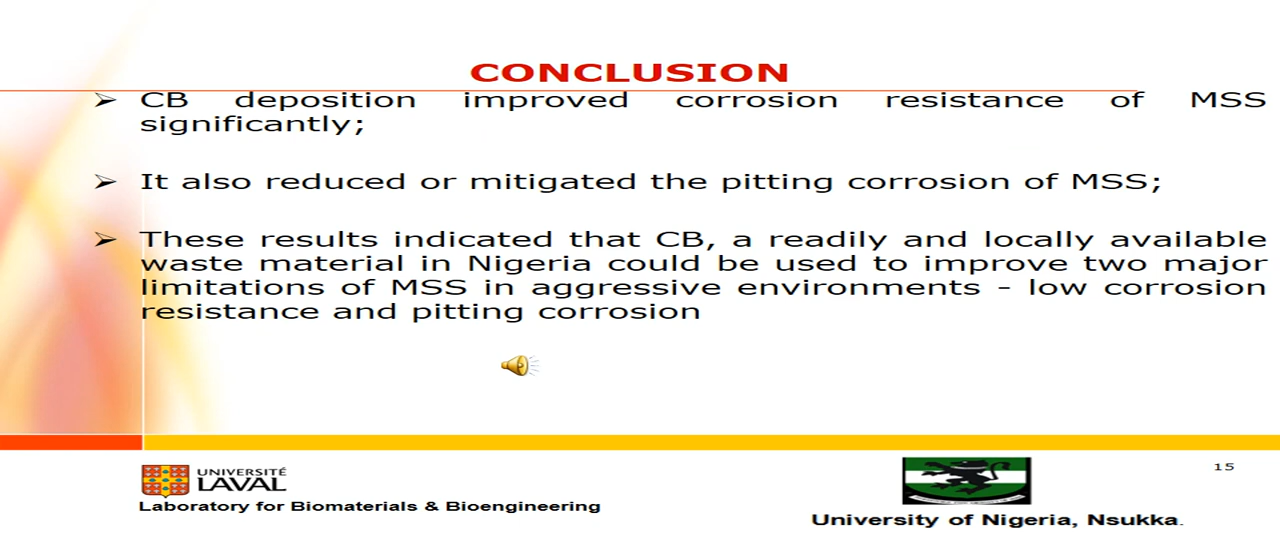 CONCLUSION
➢ CB deposition improved corrosion resistance of MSS
significantly;
➢ It also reduced or mitigated the pitting corrosion of MSS;
➢ These results indicated that CB, a readily and locally available
waste material in Nigeria could be used to improve two major
limitations of MSS in aggressive environments - low corrosion
resistance and pitting corrosion
UNIVERSITÉ
LAVAL
Laboratory for Biomaterials & Bioengineering
15
University of Nigeria, Nsukka.